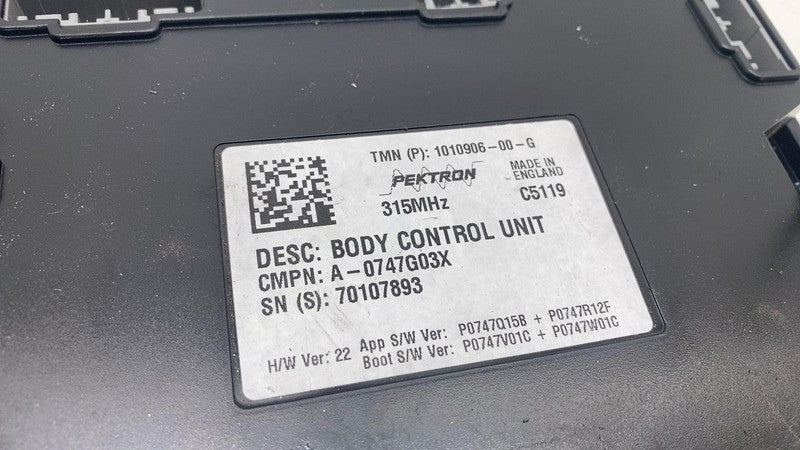 TMN (P): 1010906-00-G
PEKTRON
MADE IN
ENGLAND
315MHz
C5119
DESC: BODY CONTROL UNIT
CMPN: A-0747G03X
SN (S): 70107893
H/W Ver: 22 App S/W Ver: P0747Q15B + P0747R12F
Boot S/W Ver: P0747V01C + P0747W01C